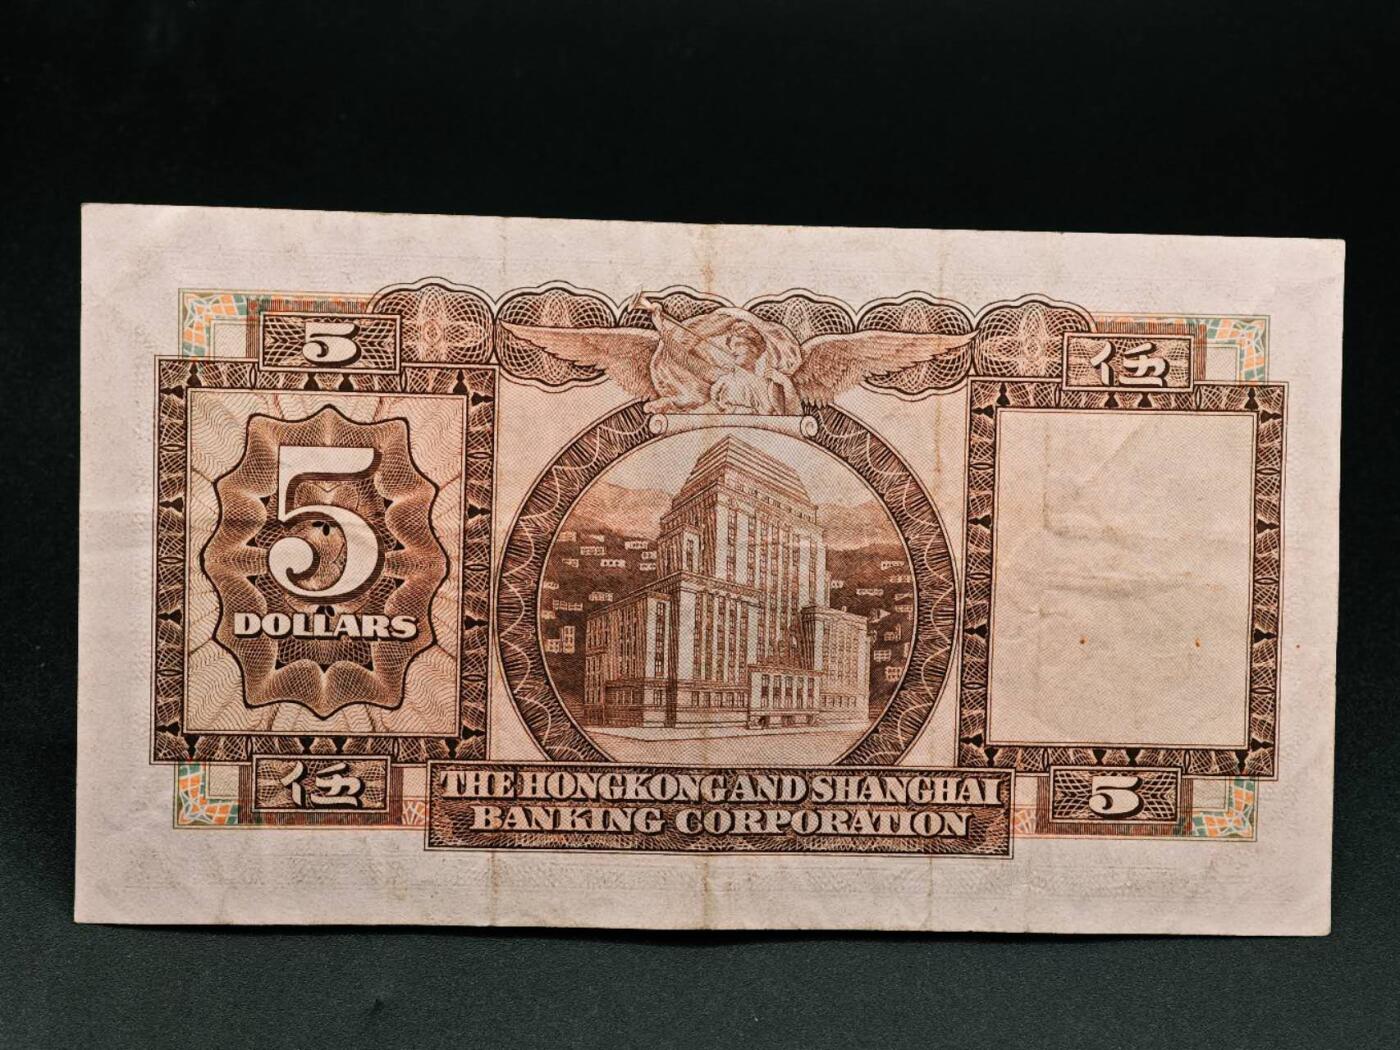 5
伍
5
DOLLARS
伍
THE HONGKONG AND SHANGHAI
BANKING CORPORATION
5